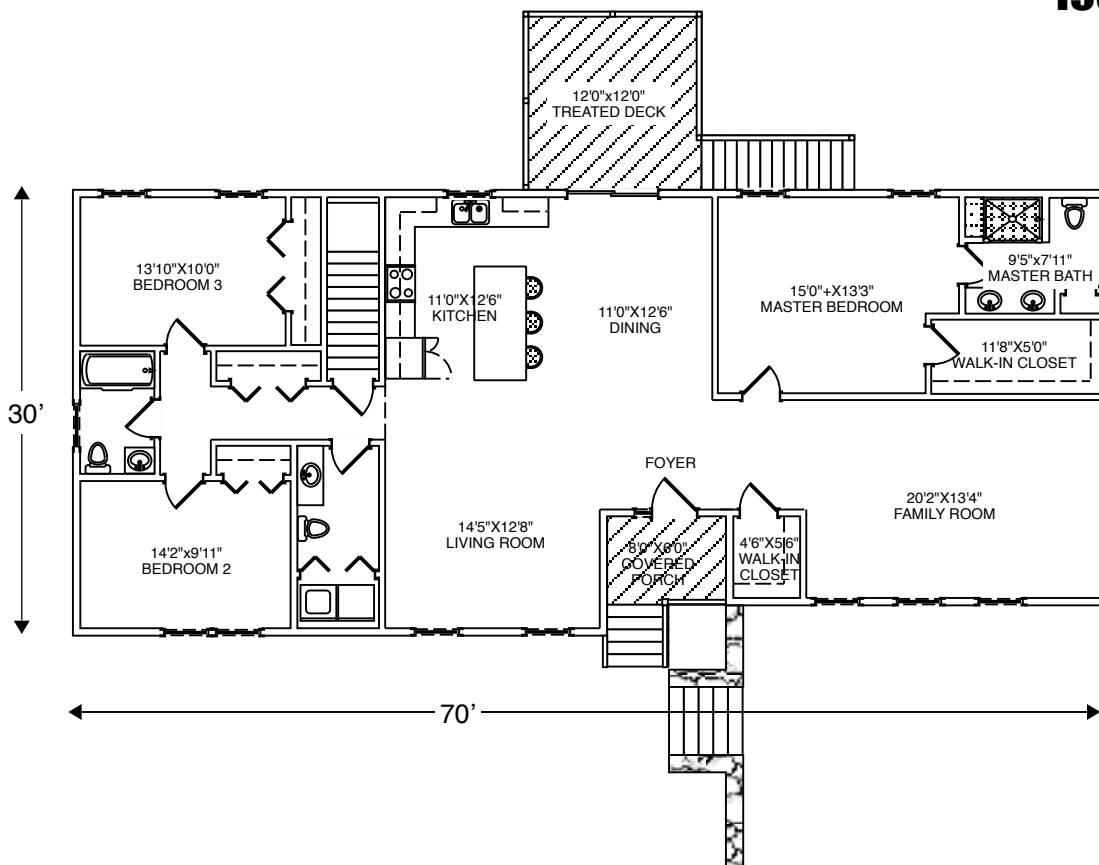 12'0"x12'0"
TREATED DECK
13'10"X10'0"
BEDROOM 3
11'0"X12'6"
KITCHEN
11'0"X12'6"
DINING
15'0"+X13'3"
MASTER BEDROOM
9'5"x7'11"
MASTER BATH
11'8"X5'0"
WALK-IN CLOSET
30'
FOYER
14'2"x9'11"
BEDROOM 2
14'5"X12'8"
LIVING ROOM
8'0"X6'0"
COVERED
PORCH
4'6"X5'6"
WALK-IN
CLOSET
20'2"X13'4"
FAMILY ROOM
70'